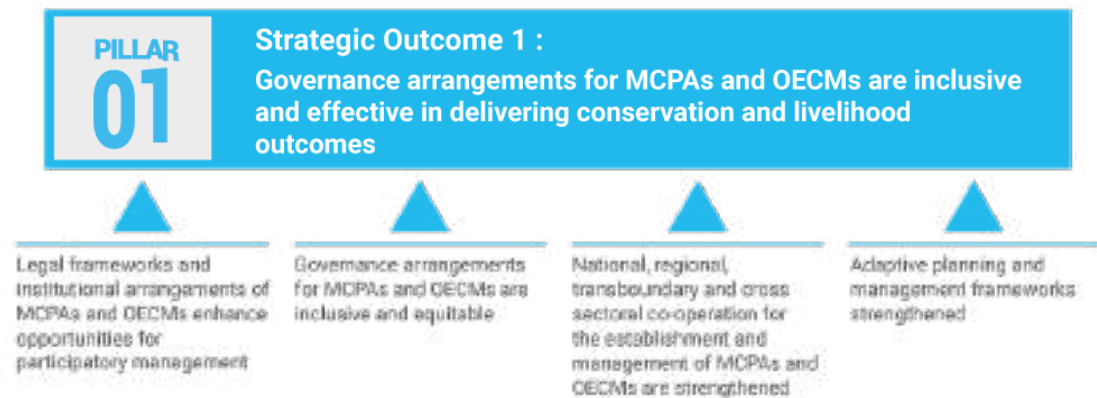 PILLAR
01
Strategic Outcome 1 :
Governance arrangements for MCPAs and OECMs are inclusive
and effective in delivering conservation and livelihood
outcomes
Legal frameworks and
institutional arrangements of
MCPAs and OECMs enhance
opportunities for
participatory management
Governance arrangements
for MCPAs and OECMs are
inclusive and equitable
National, regional,
transboundary and cross
sectoral co-operation for
the establishment and
management of MCPAs and
OECMs are strengthened
Adaptive planning and
management frameworks
strengthened